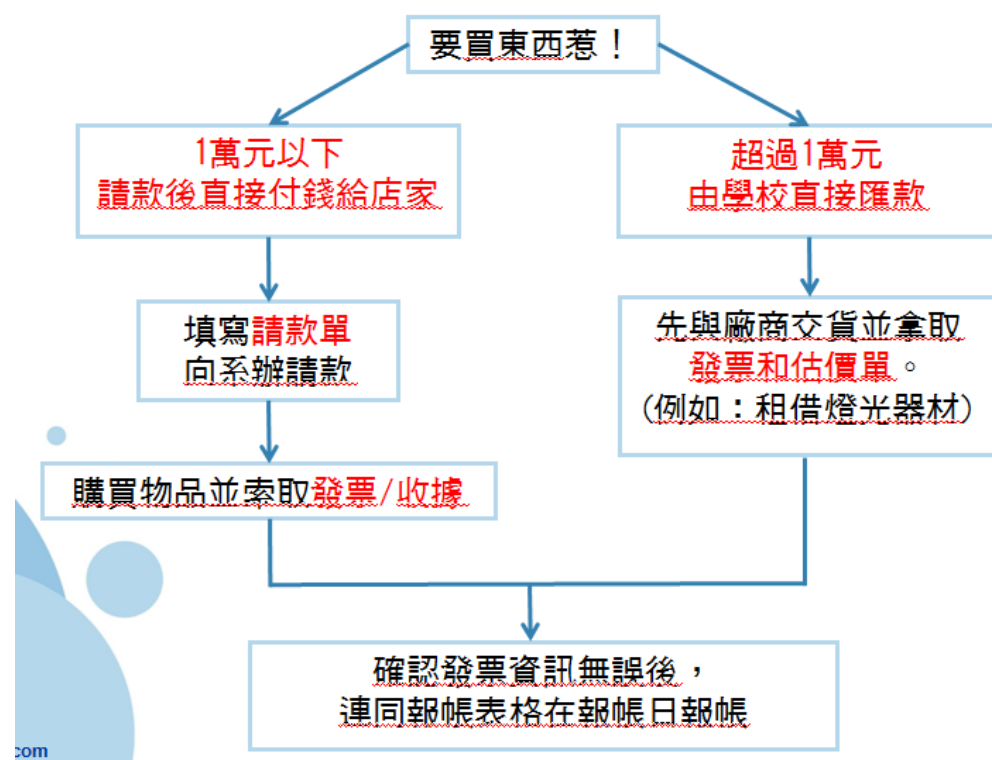 要買東西惹！
1萬元以下
請款後直接付錢給店家
超過1萬元
由學校直接匯款
填寫請款單
向系辦請款
先與廠商交貨並拿取
發票和估價單。
(例如：租借燈光器材)
購買物品並索取發票/收據
確認發票資訊無誤後，
連同報帳表格在報帳日報帳
com